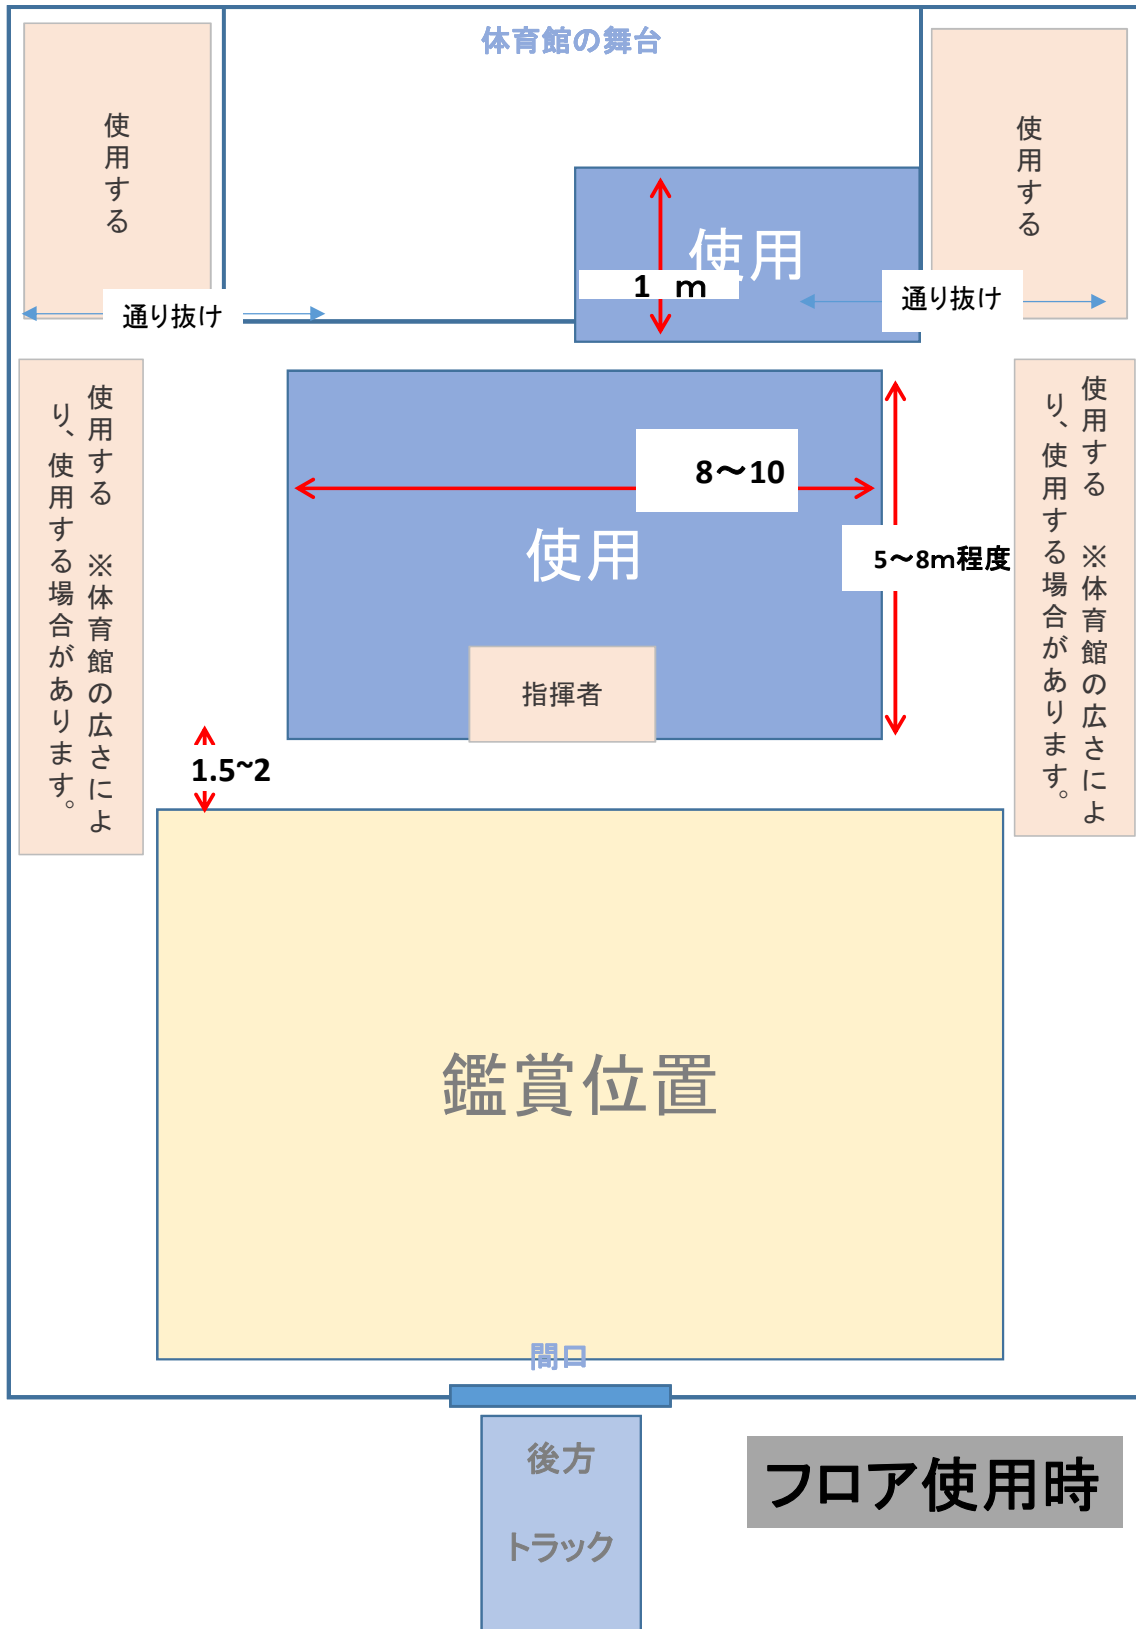 体育館の舞台
使用する
使用する
使用
1 m
通り抜け
通り抜け
使用する ※体育館の広さによ
り、使用する場合があります。
8～10
使用
5～8m程度
使用する ※体育館の広さによ
り、使用する場合があります。
指揮者
1.5~2
鑑賞位置
間口
後方
トラック
フロア使用時